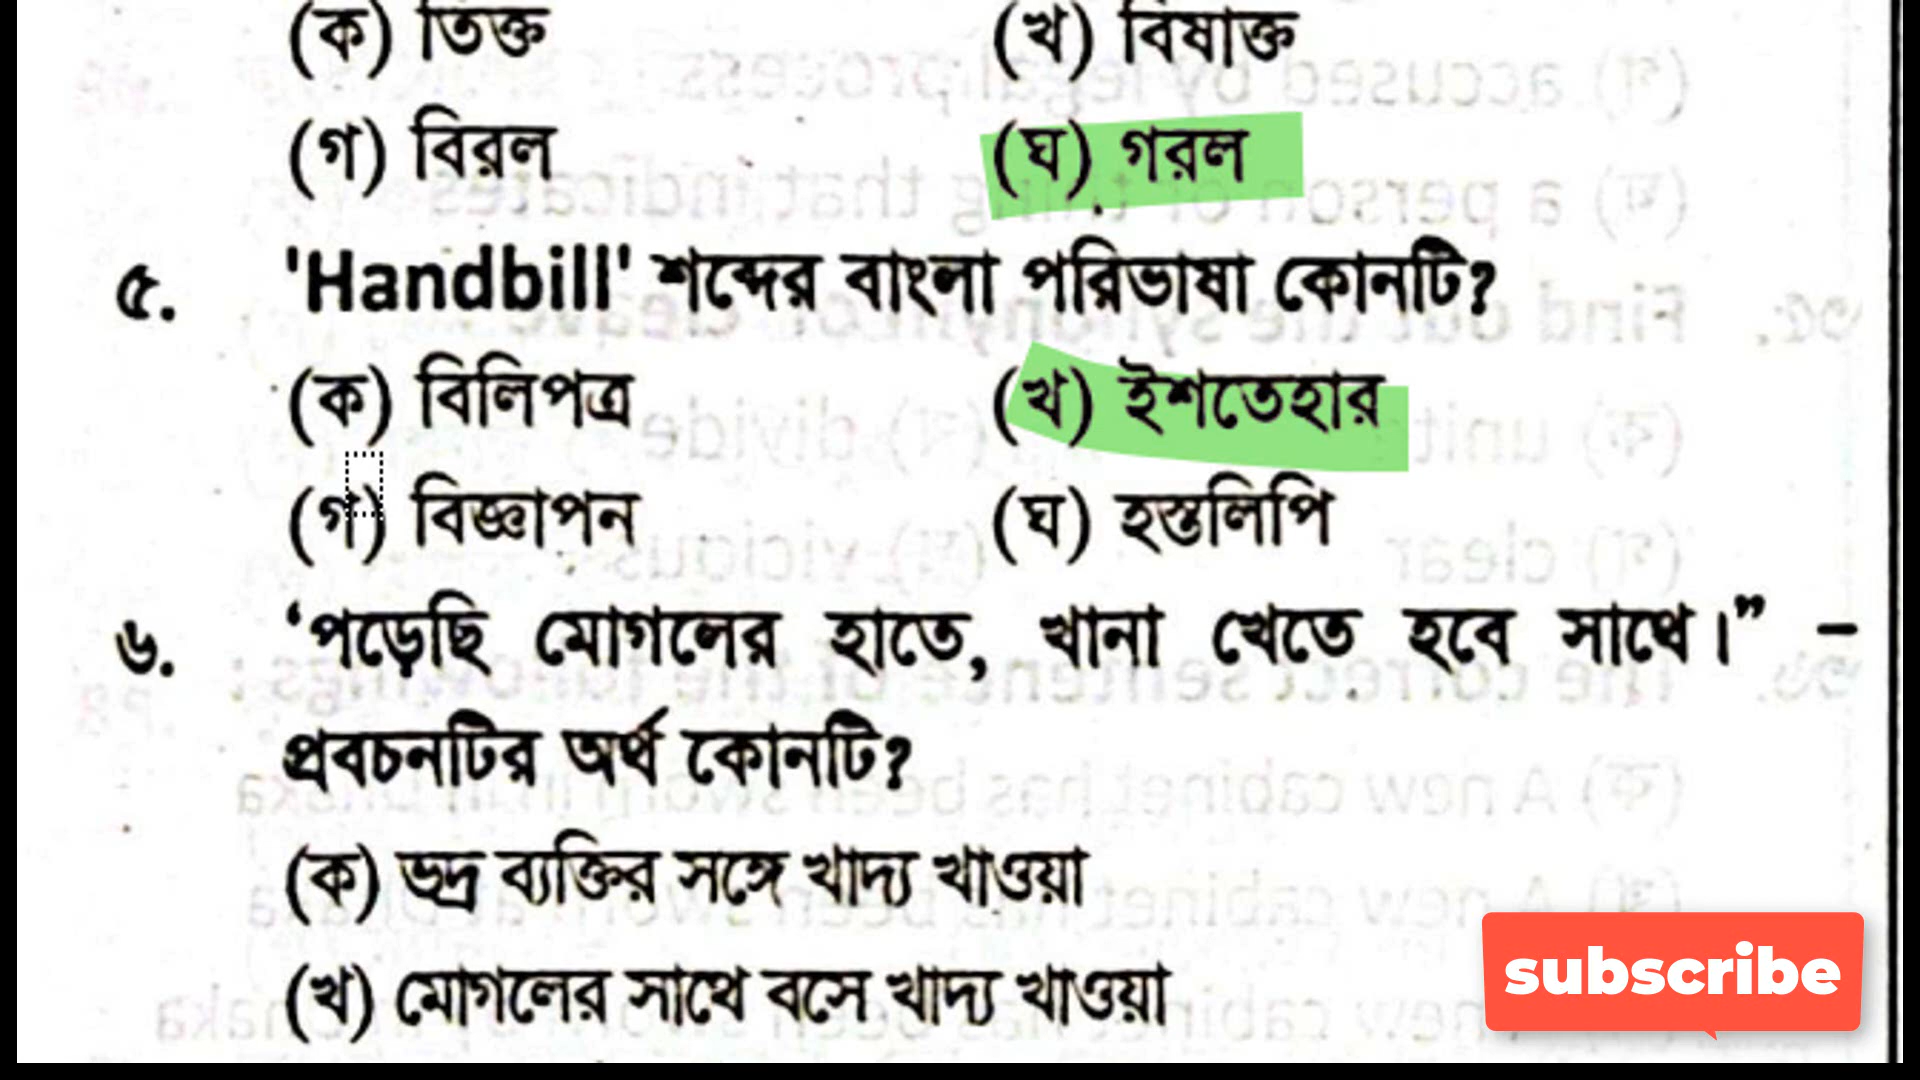 (ক) তিক্ত (খ) বিষাক্ত
(গ) বিরল (ঘ) গরল
৫. 'Handbill' শব্দের বাংলা পরিভাষা কোনটি?
(ক) বিলিপত্র (খ) ইশতেহার
(গ) বিজ্ঞাপন (ঘ) হস্তলিপি
৬. ‘পড়েছি মোগলের হাতে, খানা খেতে হবে সাথে।” –
প্রবচনটির অর্থ কোনটি?
(ক) ভদ্র ব্যক্তির সঙ্গে খাদ্য খাওয়া
(খ) মোগলের সাথে বসে খাদ্য খাওয়া
subscribe